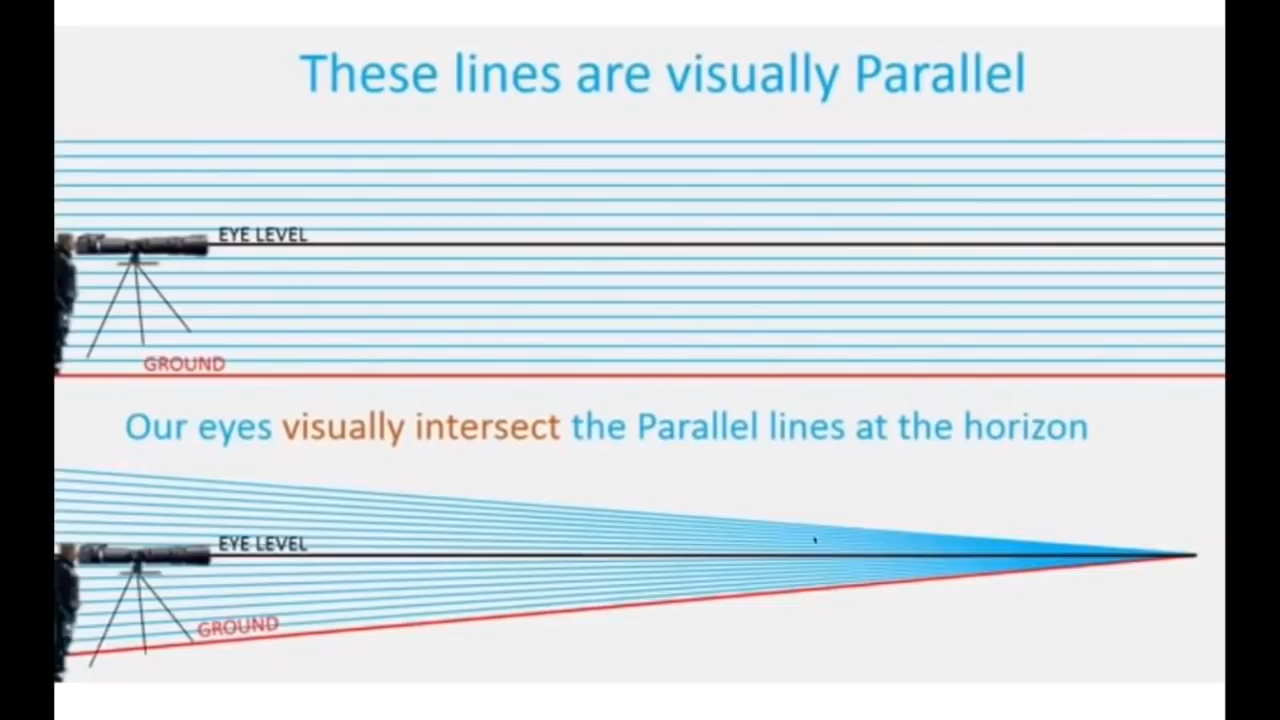 These lines are visually Parallel
EYE LEVEL
GROUND
Our eyes visually intersect the Parallel lines at the horizon
EYE LEVEL
GROUND